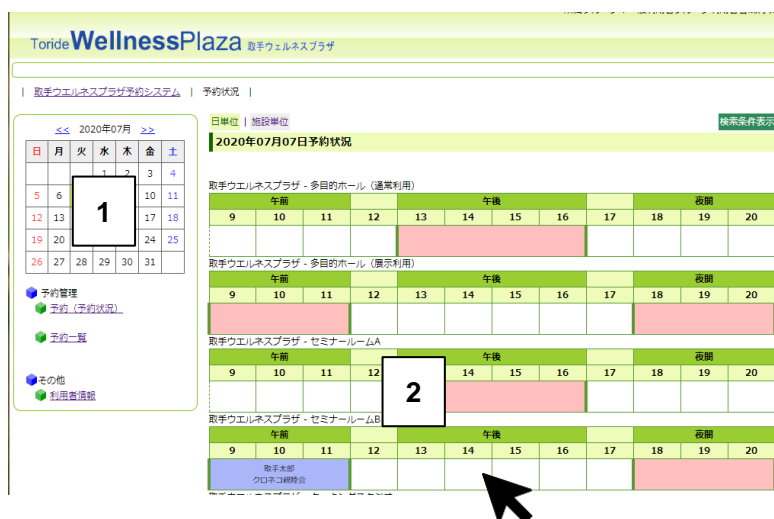 Toride WellnessPlaza 取手ウェルネスプラザ
| 取手ウエルネスプラザ予約システム | 予約状況 |
<< 2020年07月 >>
日 月 火 水 木 金 土
1 2 3 4
5 6 10 11
12 13 17 18
19 20 24 25
26 27 28 29 30 31
1
予約管理
予約（予約状況）
予約一覧
その他
利用者情報
日単位 | 施設単位
検索条件表示
2020年07月07日予約状況
取手ウエルネスプラザ - 多目的ホール（通常利用）
午前 午後 夜間
9 10 11 12 13 14 15 16 17 18 19 20
取手ウエルネスプラザ - 多目的ホール（展示利用）
午前 午後 夜間
9 10 11 12 13 14 15 16 17 18 19 20
取手ウエルネスプラザ - セミナールームA
午前 午後 夜間
9 10 11 12 14 15 16 17 18 19 20
2
取手ウエルネスプラザ - セミナールームB
午前 午後 夜間
9 10 11 12 13 14 15 16 17 18 19 20
取手太郎
クロネコ親睦会